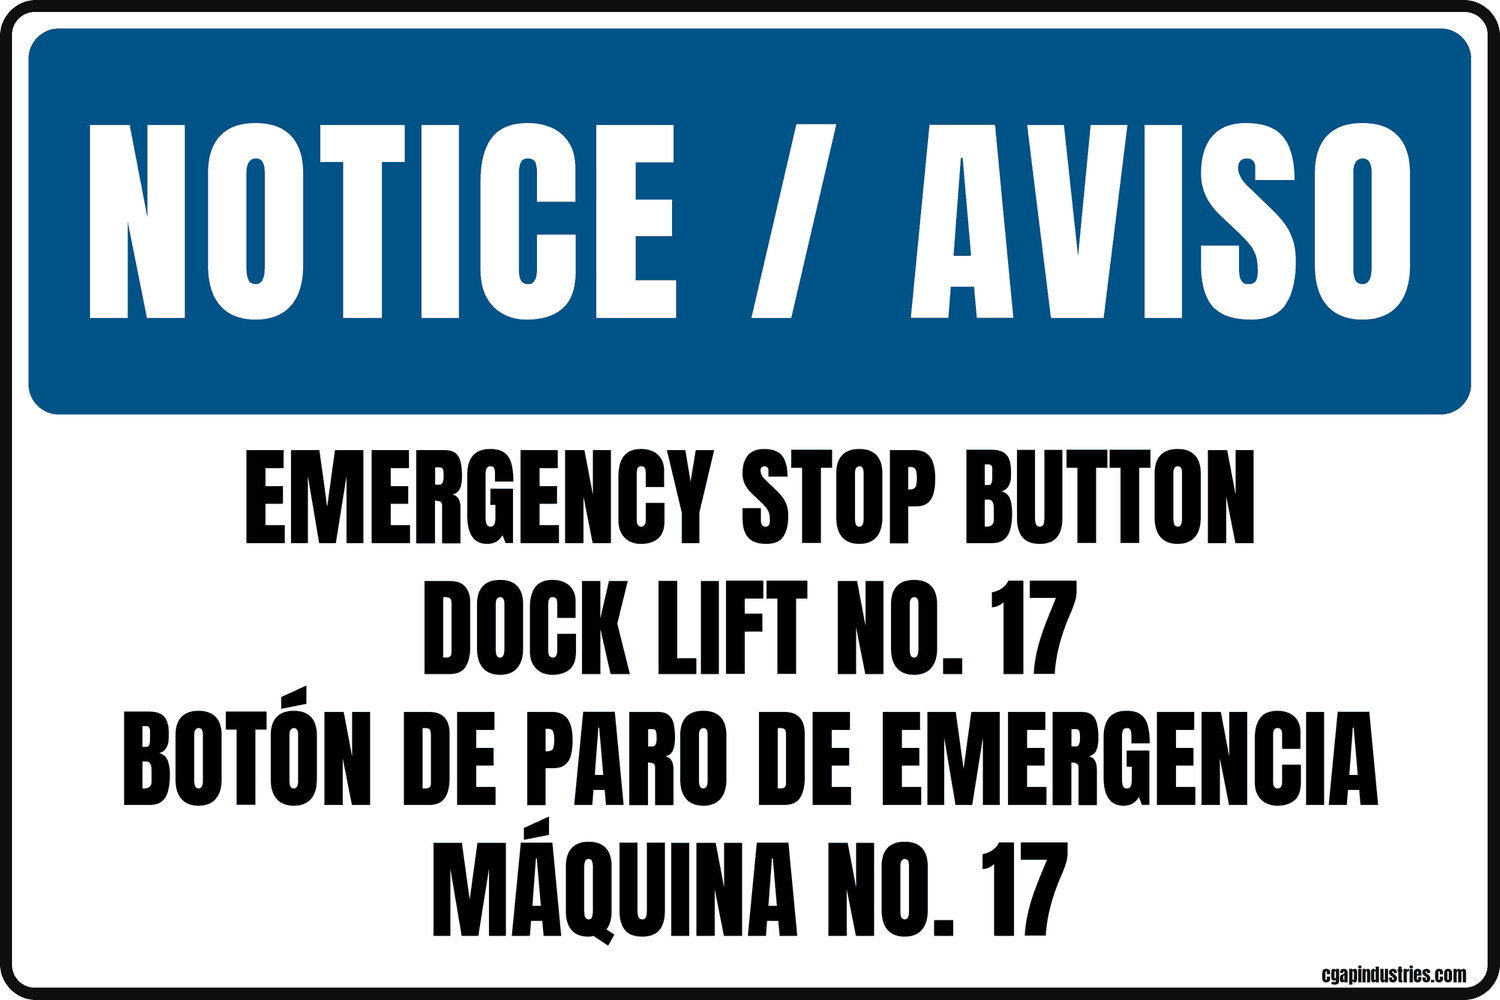 NOTICE / AVISO
EMERGENCY STOP BUTTON
DOCK LIFT NO. 17
BOTÓN DE PARO DE EMERGENCIA
MÁQUINA NO. 17
cgapindustries.com